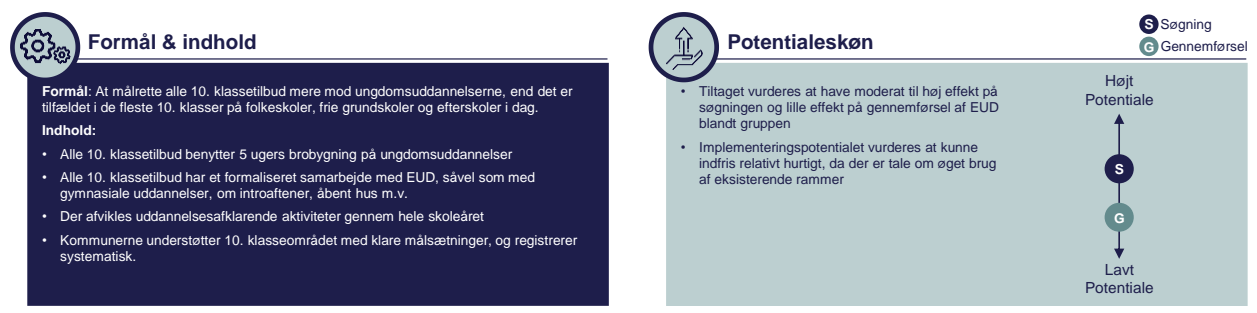 Formål & indhold
Formål: At målrette alle 10. klassetilbud mere mod ungdomsuddannelserne, end det er
tilfældet i de fleste 10. klasser på folkeskoler, frie grundskoler og efterskoler i dag.
Indhold:
• Alle 10. klassetilbud benytter 5 ugers brobygning på ungdomsuddannelser
• Alle 10. klassetilbud har et formaliseret samarbejde med EUD, såvel som med
gymnasiale uddannelser, om introaftener, åbent hus m.v.
• Der afvikles uddannelsesafklarende aktiviteter gennem hele skoleåret
• Kommunerne understøtter 10. klasseområdet med klare målsætninger, og registrerer
systematisk.
Potentialeskøn
S Søgning
G Gennemførsel
• Tiltaget vurderes at have moderat til høj effekt på
søgningen og lille effekt på gennemførsel af EUD
blandt gruppen
• Implementeringspotentialet vurderes at kunne
indfris relativt hurtigt, da der er tale om øget brug
af eksisterende rammer
Højt
Potentiale
S
G
Lavt
Potentiale